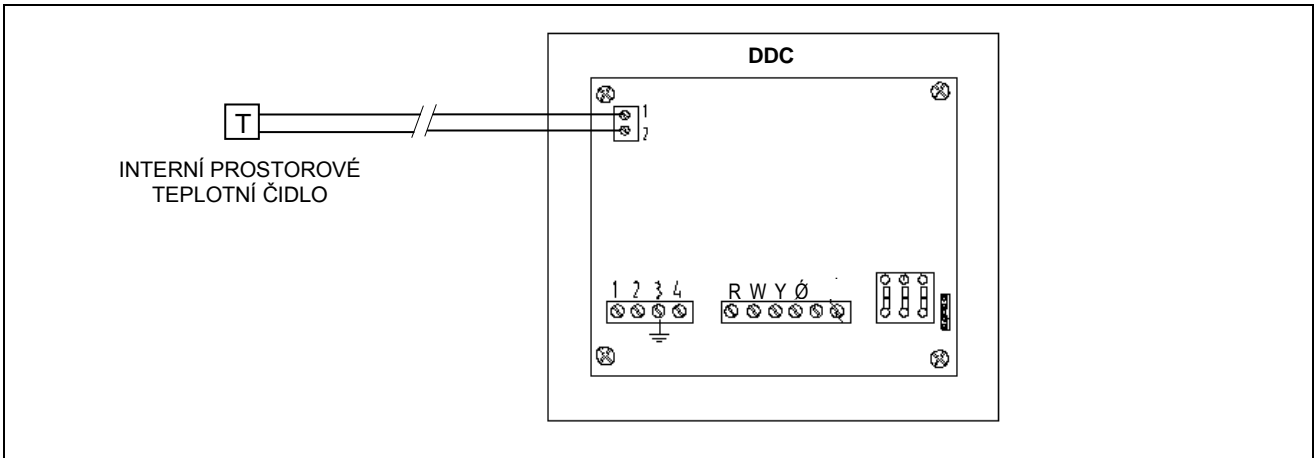 DDC
1
2
T
INTERNÍ PROSTOROVÉ
TEPLOTNÍ ČIDLO
1 2 3 4
R W Y Ø